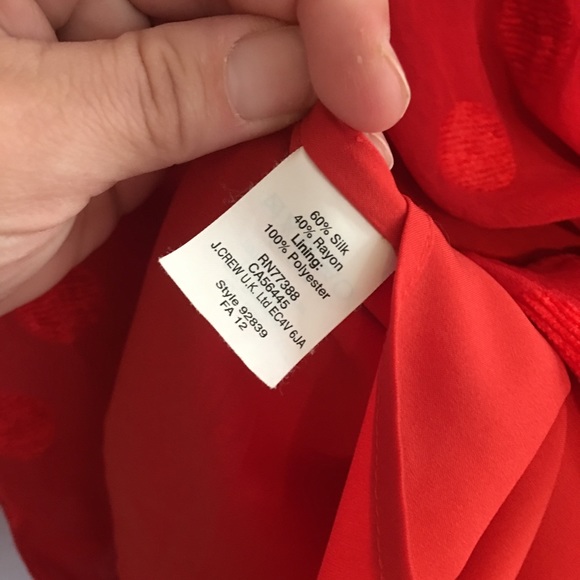 60% Silk
40% Rayon
Lining:
100% Polyester
RN77388
CA56445
J.CREW U.K. Ltd EC4V 6JA
Style 92839
FA 12